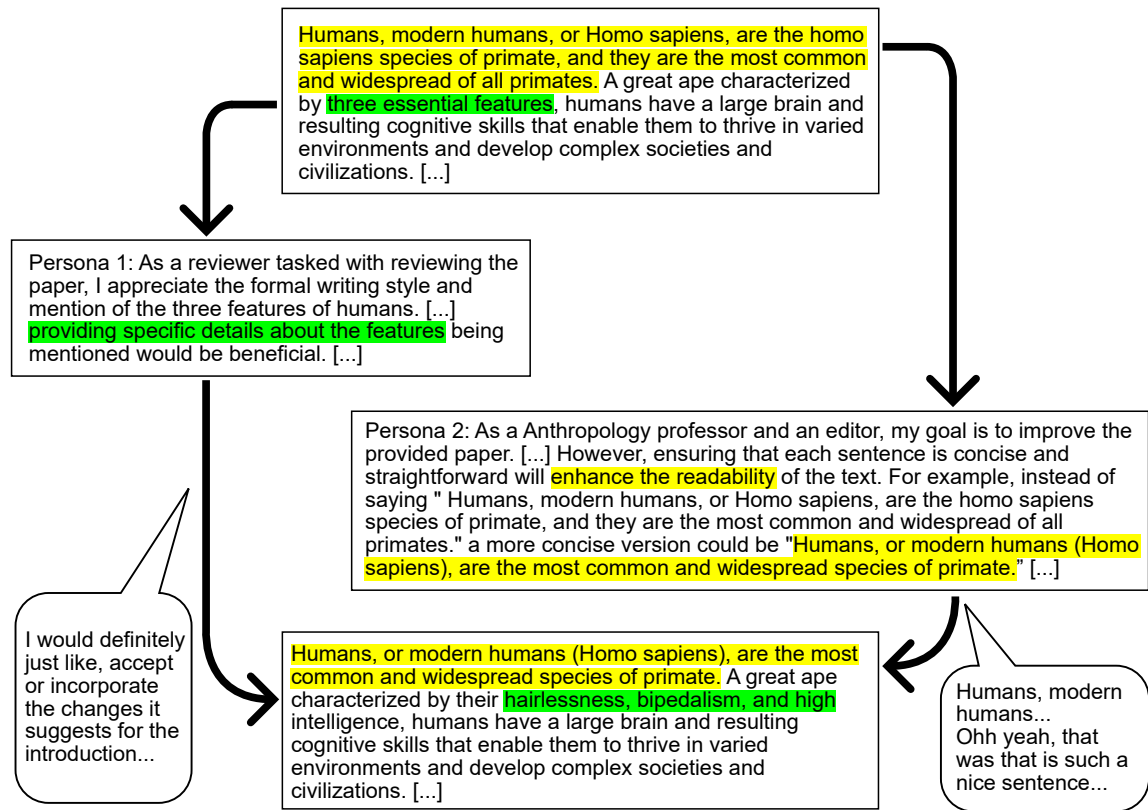 Humans, modern humans, or Homo sapiens, are the homo
sapiens species of primate, and they are the most common
and widespread of all primates. A great ape characterized
by three essential features, humans have a large brain and
resulting cognitive skills that enable them to thrive in varied
environments and develop complex societies and
civilizations. [...]
Persona 1: As a reviewer tasked with reviewing the
paper, I appreciate the formal writing style and
mention of the three features of humans. [...]
providing specific details about the features being
mentioned would be beneficial. [...]
Persona 2: As a Anthropology professor and an editor, my goal is to improve the
provided paper. [...] However, ensuring that each sentence is concise and
straightforward will enhance the readability of the text. For example, instead of
saying " Humans, modern humans, or Homo sapiens, are the homo sapiens
species of primate, and they are the most common and widespread of all
primates." a more concise version could be "Humans, or modern humans (Homo
sapiens), are the most common and widespread species of primate.” [...]
I would definitely
just like, accept
or incorporate
the changes it
suggests for the
introduction...
Humans, or modern humans (Homo sapiens), are the most
common and widespread species of primate. A great ape
characterized by their hairlessness, bipedalism, and high
intelligence, humans have a large brain and resulting
cognitive skills that enable them to thrive in varied
environments and develop complex societies and
civilizations. [...]
Humans, modern
humans...
Ohh yeah, that
was that is such a
nice sentence...